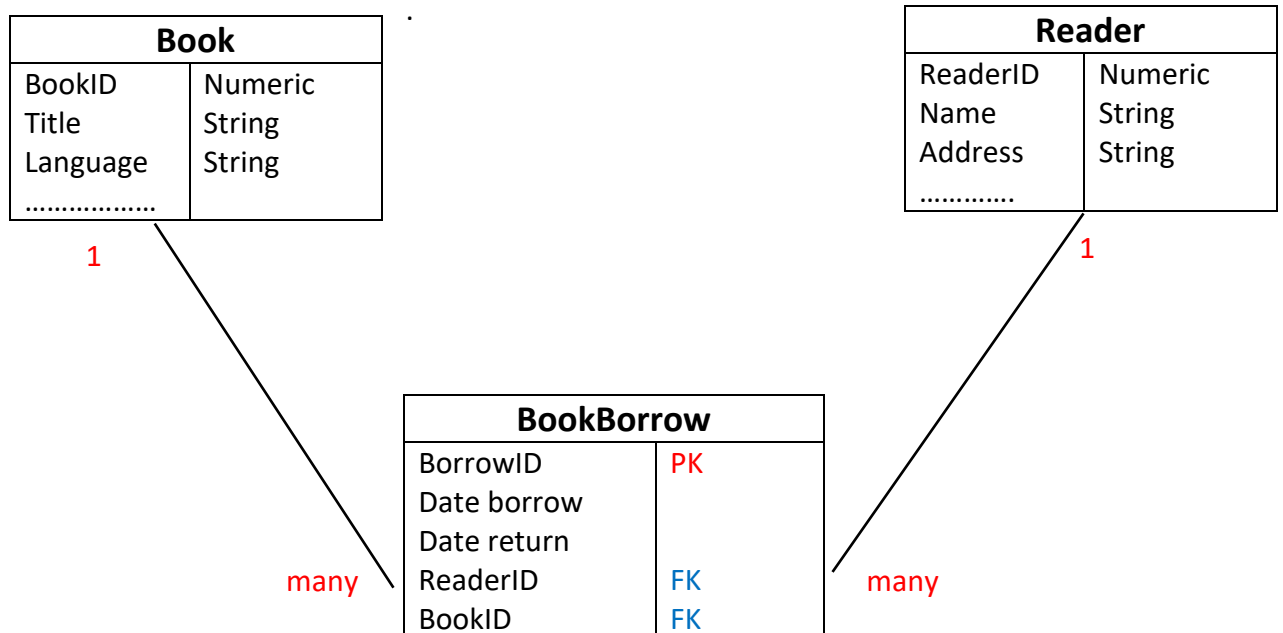 .
Book
BookID Numeric
Title String
Language String
………………
1
Reader
ReaderID Numeric
Name String
Address String
………….
1
BookBorrow
BorrowID PK
Date borrow
Date return
many ReaderID FK many
BookID FK